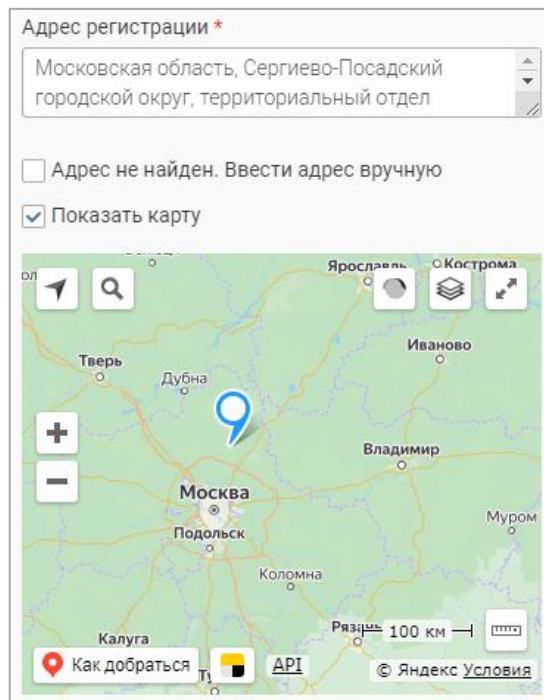 Адрес регистрации *
Московская область, Сергиево-Посадский
городской округ, территориальный отдел
Адрес не найден. Ввести адрес вручную
Показать карту
Ярославль
Кострома
Иваново
Тверь
Дубна
Владимир
Москва
Подольск
Муром
Коломна
100 км
Калуга
Как добраться
API
© Яндекс Условия